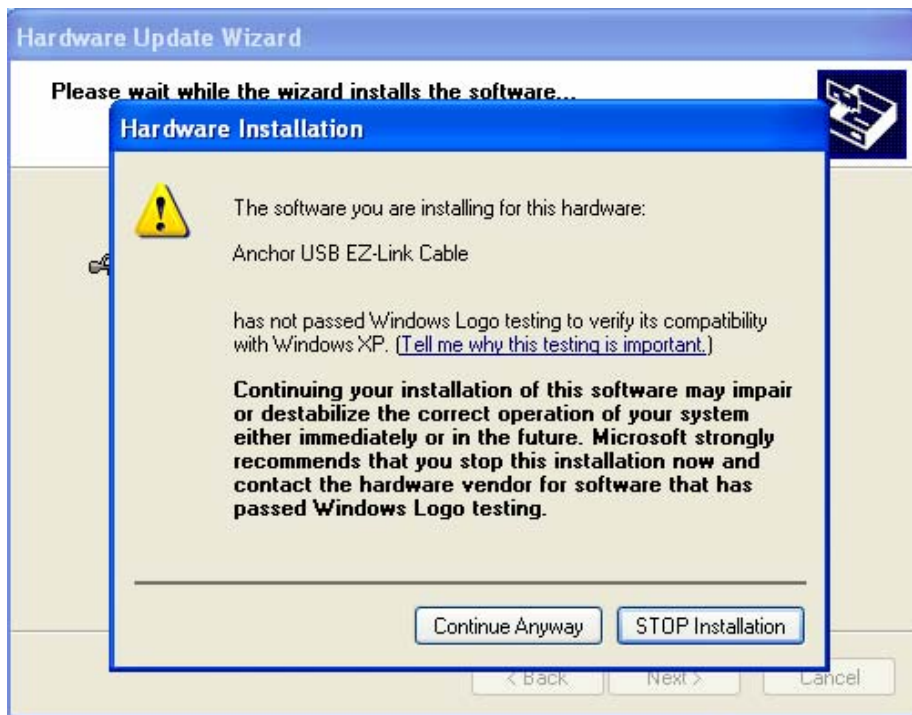 Hardware Update Wizard
Please wait while the wizard installs the software...
Hardware Installation
The software you are installing for this hardware:
Anchor USB EZ-Link Cable
has not passed Windows Logo testing to verify its compatibility
with Windows XP. (Tell me why this testing is important.)
Continuing your installation of this software may impair
or destabilize the correct operation of your system
either immediately or in the future. Microsoft strongly
recommends that you stop this installation now and
contact the hardware vendor for software that has
passed Windows Logo testing.
Continue Anyway STOP Installation
< Back Next > Cancel